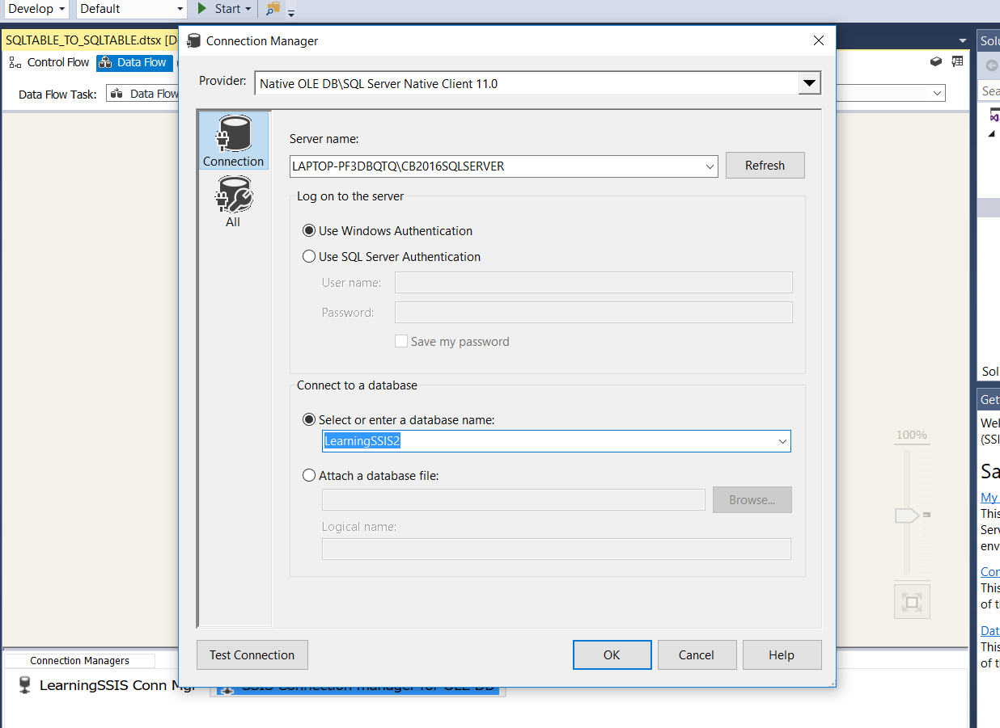 Develop Default Start
SQLTABLE_TO_SQLTABLE.dtsx [D
Connection Manager
Solu
Control Flow Data Flow
Provider: Native OLE DB\SQL Server Native Client 11.0
Data Flow Task: Data Flow
Sea
Connection
All
Server name:
LAPTOP-PF3DBQTQ\CB2016SQLSERVER
Refresh
Log on to the server
Use Windows Authentication
Use SQL Server Authentication
User name:
Password:
Save my password
Connect to a database
Select or enter a database name:
LearningSSIS2
Attach a database file:
Browse...
Logical name:
Test Connection OK Cancel Help
100%
Sol
Get
Wel
(SSI
Sa
My
This
Serv
env
Con
This
of t
Dat
This
of t
Connection Managers
LearningSSIS Conn Mgr
SSIS Connection manager for OLE DB